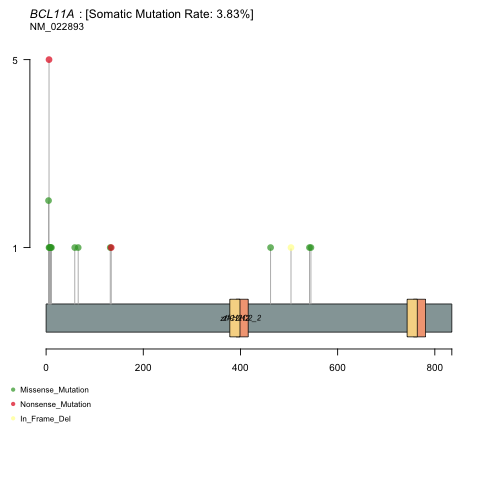 BCL11A : [Somatic Mutation Rate: 3.83%]
NM_022893
5
1
0
200
400
600
800
Missense_Mutation
Nonsense_Mutation
In_Frame_Del